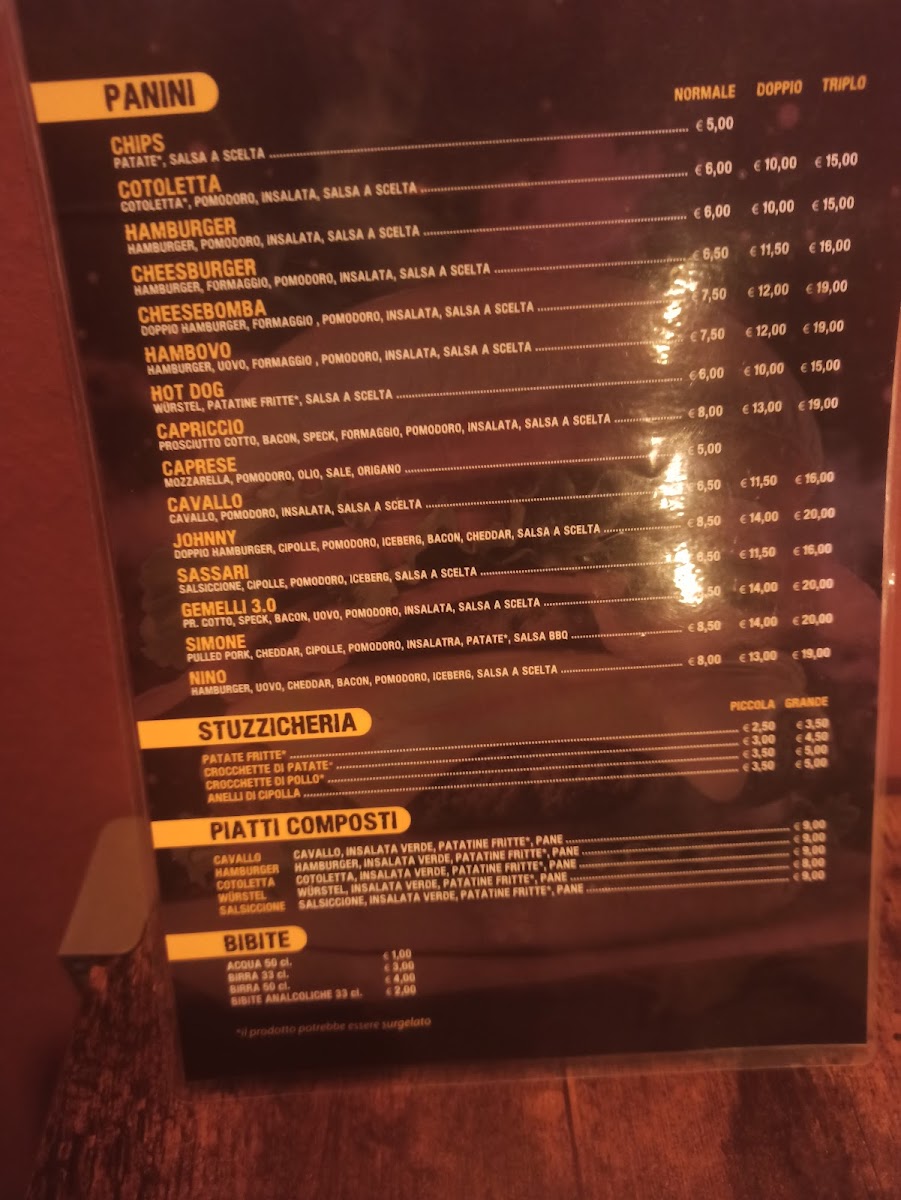 PANINI
NORMALE DOPPIO TRIPLO
CHIPS
PATATE*, SALSA A SCELTA € 5,00
COTOLETTA
COTOLETTA*, POMODORO, INSALATA, SALSA A SCELTA € 6,00 € 10,00 € 15,00
HAMBURGER
HAMBURGER, POMODORO, INSALATA, SALSA A SCELTA € 6,00 € 10,00 € 15,00
CHEESBURGER
HAMBURGER, FORMAGGIO, POMODORO, INSALATA, SALSA A SCELTA € 6,50 € 11,50 € 16,00
CHEESEBOMBA
DOPPIO HAMBURGER, FORMAGGIO , POMODORO, INSALATA, SALSA A SCELTA € 7,50 € 12,00 € 19,00
HAMBOVO
HAMBURGER, UOVO, FORMAGGIO , POMODORO, INSALATA, SALSA A SCELTA € 7,50 € 12,00 € 19,00
HOT DOG
WÜRSTEL, PATATINE FRITTE*, SALSA A SCELTA € 6,00 € 10,00 € 15,00
CAPRICCIO
PROSCIUTTO COTTO, BACON, SPECK, FORMAGGIO, POMODORO, INSALATA, SALSA A SCELTA € 8,00 € 13,00 € 19,00
CAPRESE
MOZZARELLA, POMODORO, OLIO, SALE, ORIGANO € 5,00
CAVALLO
CAVALLO, POMODORO, INSALATA, SALSA A SCELTA € 6,50 € 11,50 € 16,00
JOHNNY
DOPPIO HAMBURGER, CIPOLLE, POMODORO, ICEBERG, BACON, CHEDDAR, SALSA A SCELTA € 8,50 € 14,00 € 20,00
SASSARI
SALSICCIONE, CIPOLLE, POMODORO, ICEBERG, SALSA A SCELTA 6,50 € 11,50 € 16,00
GEMELLI 3.0
PR. COTTO, SPECK, BACON, UOVO, POMODORO, INSALATA, SALSA A SCELTA € 14,00 € 20,00
SIMONE
PULLED PORK, CHEDDAR, CIPOLLE, POMODORO, INSALATRA, PATATE*, SALSA BBQ € 8,50 € 14,00 € 20,00
NINO
HAMBURGER, UOVO, CHEDDAR, BACON, POMODORO, ICEBERG, SALSA A SCELTA € 8,00 € 13,00 € 19,00
STUZZICHERIA
PICCOLA GRANDE
PATATE FRITTE* € 2,50 € 3,50
CROCCHETTE DI PATATE* € 3,00 € 4,50
CROCCHETTE DI POLLO* € 3,50 € 5,00
ANELLI DI CIPOLLA € 3,50 € 5,00
PIATTI COMPOSTI
CAVALLO CAVALLO, INSALATA VERDE, PATATINE FRITTE*, PANE € 9,00
HAMBURGER HAMBURGER, INSALATA VERDE, PATATINE FRITTE*, PANE € 9,00
COTOLETTA COTOLETTA, INSALATA VERDE, PATATINE FRITTE*, PANE € 9,00
WÜRSTEL WÜRSTEL, INSALATA VERDE, PATATINE FRITTE*, PANE € 8,00
SALSICCIONE SALSICCIONE, INSALATA VERDE, PATATINE FRITTE*, PANE € 9,00
BIBITE
ACQUA 50 cl. € 1,00
BIRRA 33 cl. € 3,00
BIRRA 50 cl. € 4,00
BIBITE ANALCOLICHE 33 cl. € 2,00
*il prodotto potrebbe essere surgelato